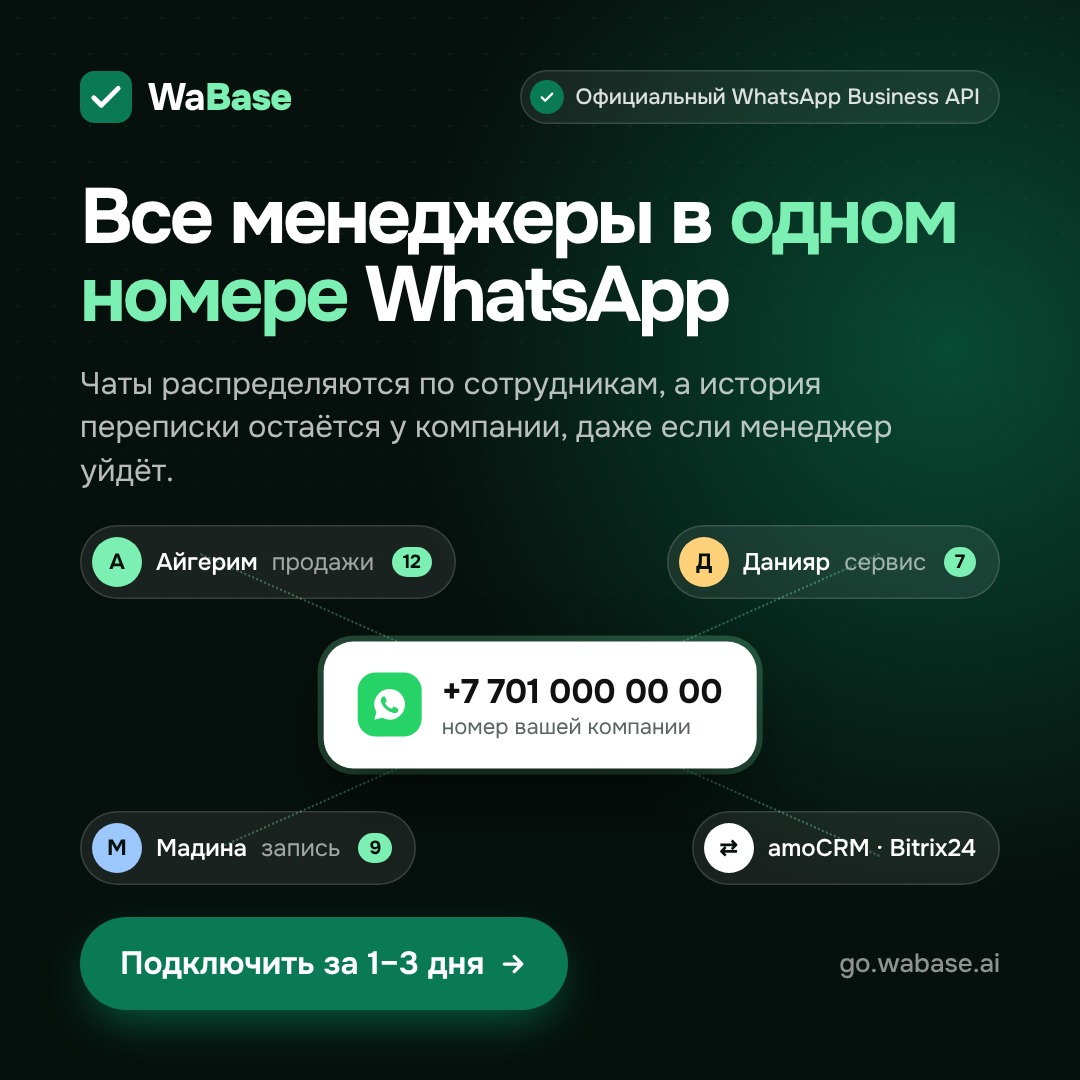 WaBase
Официальный WhatsApp Business API
Все менеджеры в одном
номере WhatsApp
Чаты распределяются по сотрудникам, а история
переписки остаётся у компании, даже если менеджер
уйдёт.
А Айгерим продажи 12
Д Данияр сервис 7
+7 701 000 00 00
номер вашей компании
М Мадина запись 9
⇄ amoCRM · Bitrix24
Подключить за 1–3 дня →
go.wabase.ai